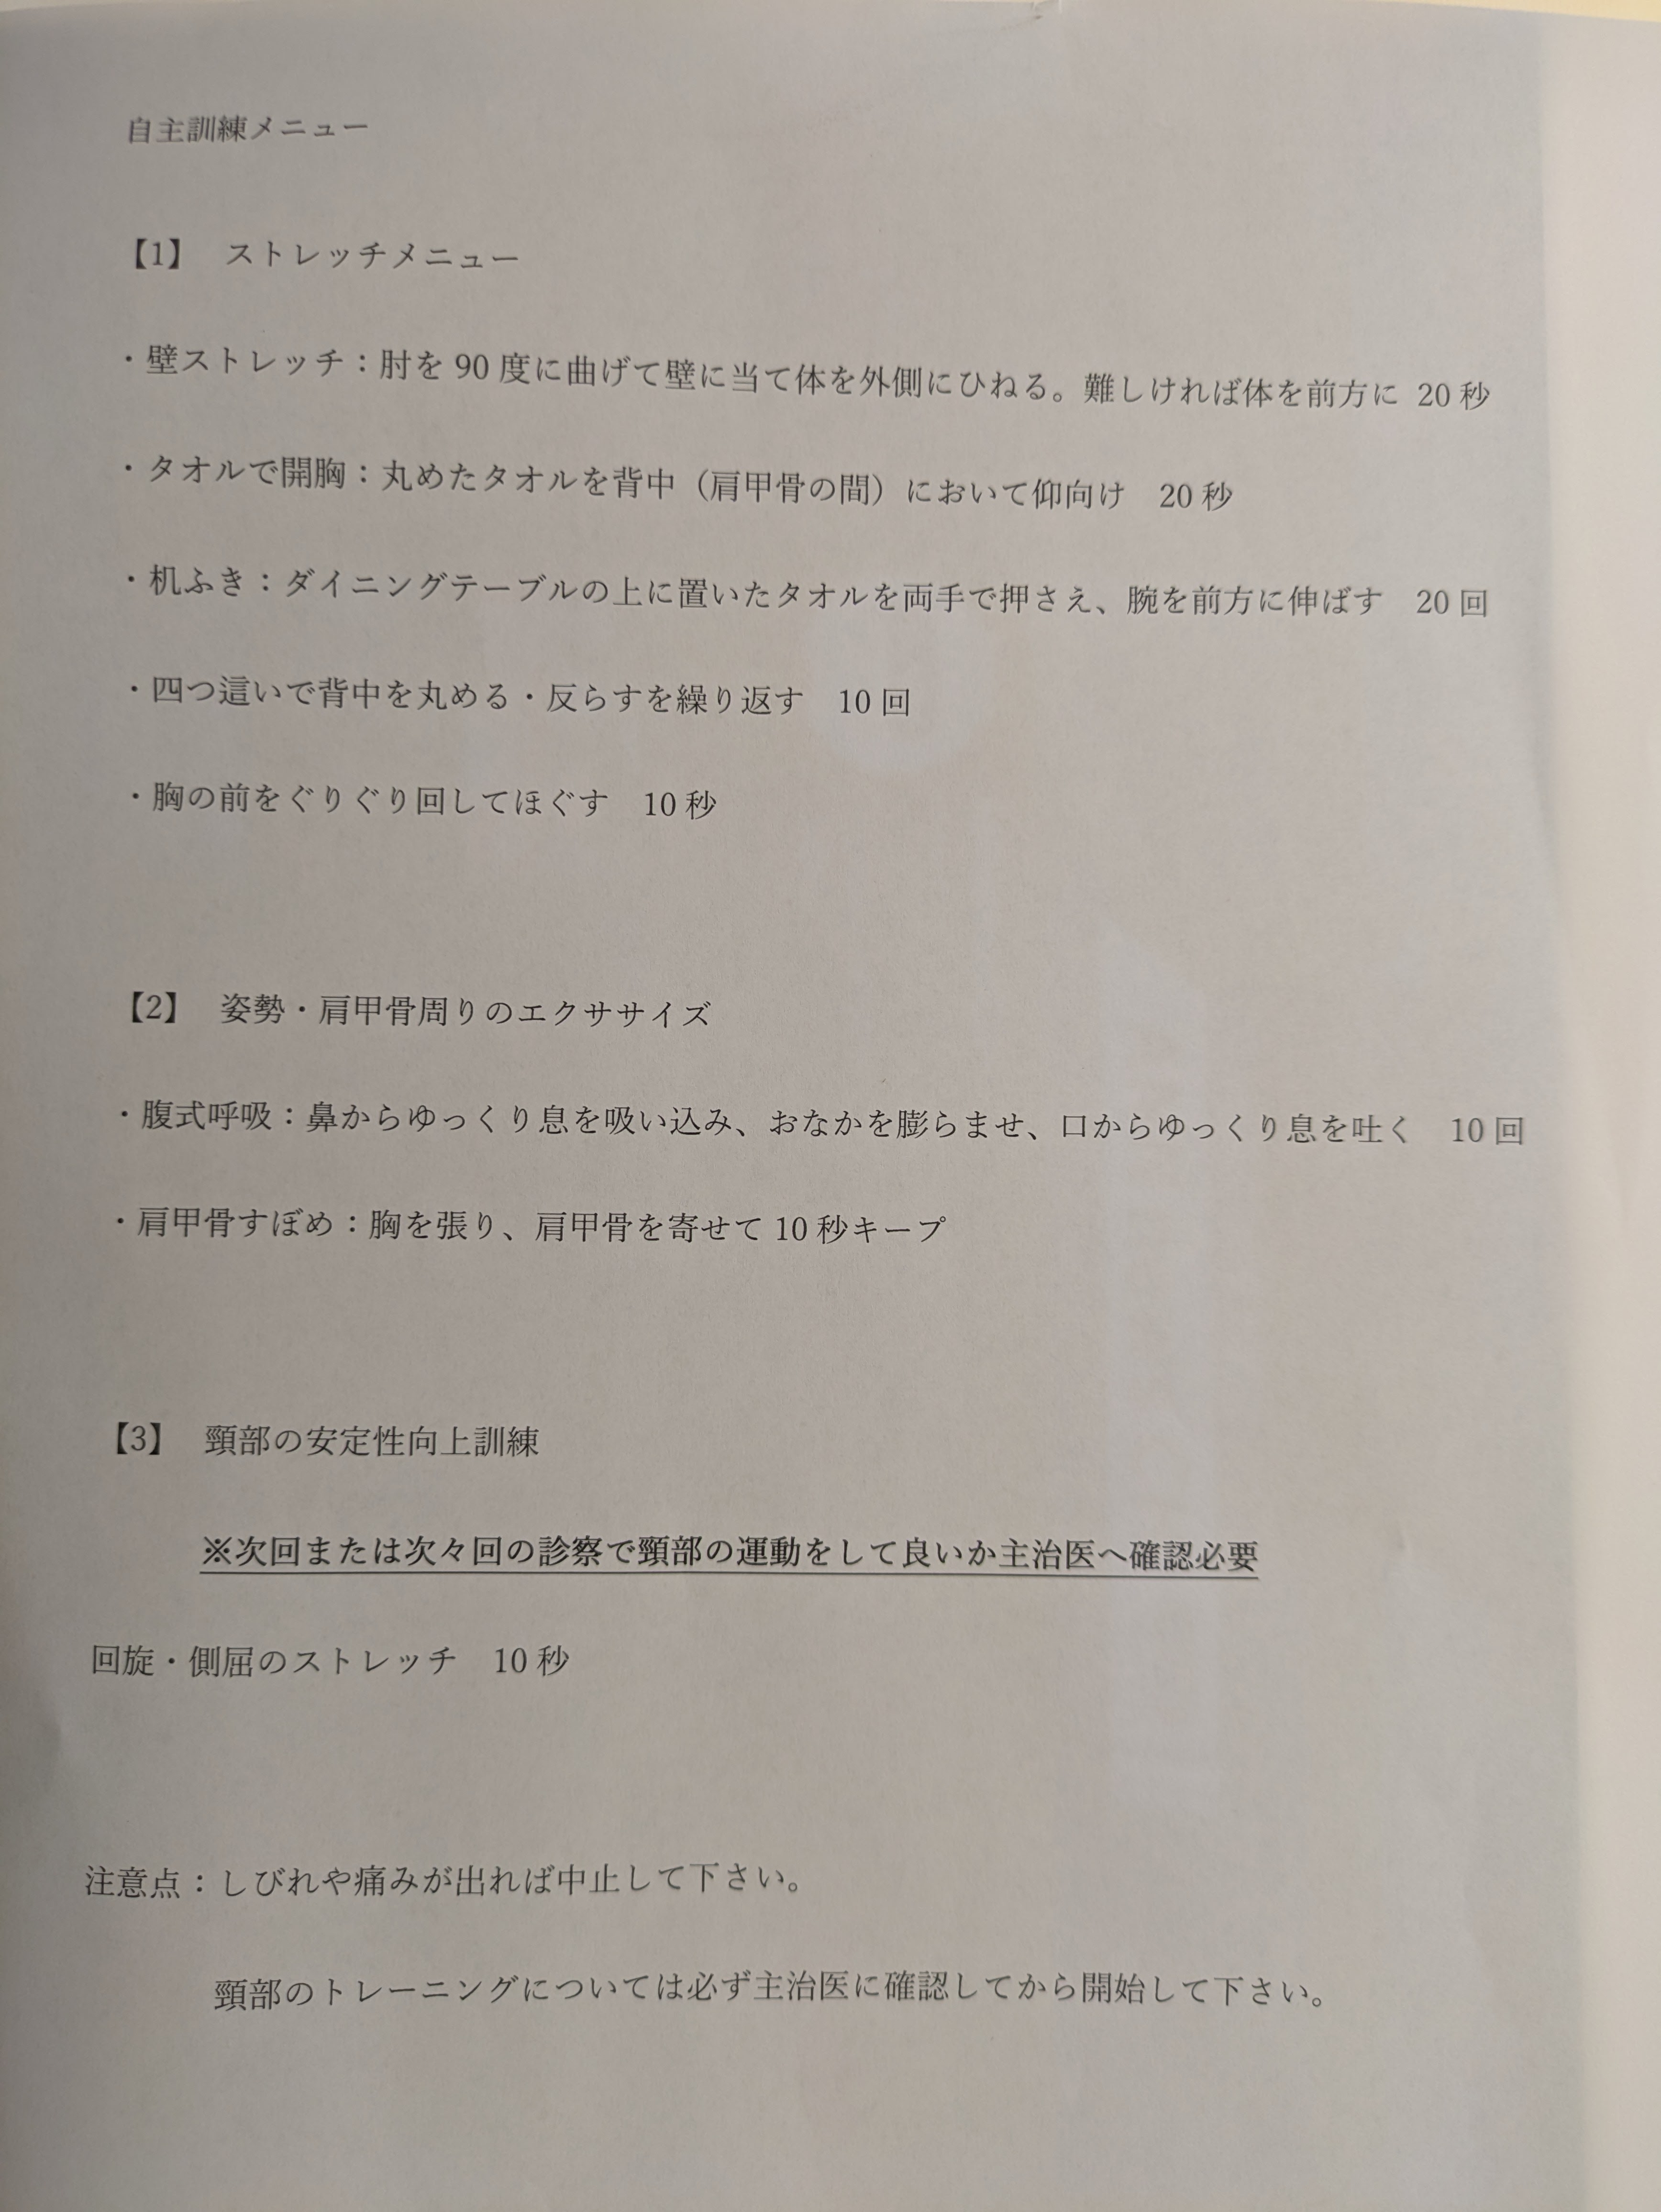 自主訓練メニュー
【1】　ストレッチメニュー
・壁ストレッチ：肘を 90 度に曲げて壁に当て体を外側にひねる。難しければ体を前方に 20 秒
・タオルで開胸：丸めたタオルを背中（肩甲骨の間）において仰向け　20 秒
・机ふき：ダイニングテーブルの上に置いたタオルを両手で押さえ、腕を前方に伸ばす　20 回
・四つ這いで背中を丸める・反らすを繰り返す　10 回
・胸の前をぐりぐり回してほぐす　10 秒
【2】　姿勢・肩甲骨周りのエクササイズ
・腹式呼吸：鼻からゆっくり息を吸い込み、おなかを膨らませ、口からゆっくり息を吐く　10 回
・肩甲骨すぼめ：胸を張り、肩甲骨を寄せて 10 秒キープ
【3】　頸部の安定性向上訓練
※次回または次々回の診察で頸部の運動をして良いか主治医へ確認必要
回旋・側屈のストレッチ　10 秒
注意点：しびれや痛みが出れば中止して下さい。
頸部のトレーニングについては必ず主治医に確認してから開始して下さい。